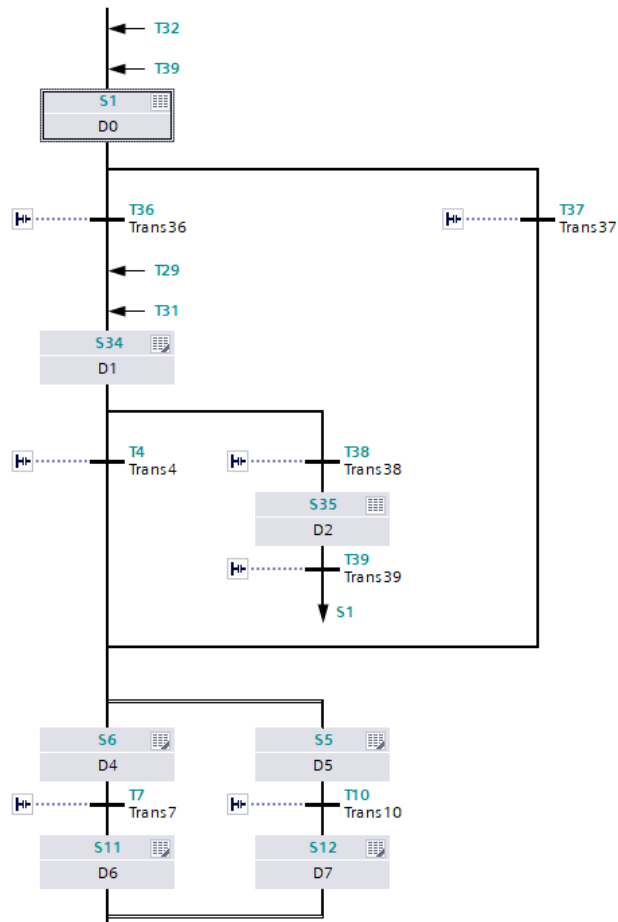 T32
T39
S1
D0
T36
Trans36
T37
Trans37
T29
T31
S34
D1
T4
Trans4
T38
Trans38
S35
D2
T39
Trans39
S1
S6
D4
S5
D5
T7
Trans7
T10
Trans10
S11
D6
S12
D7